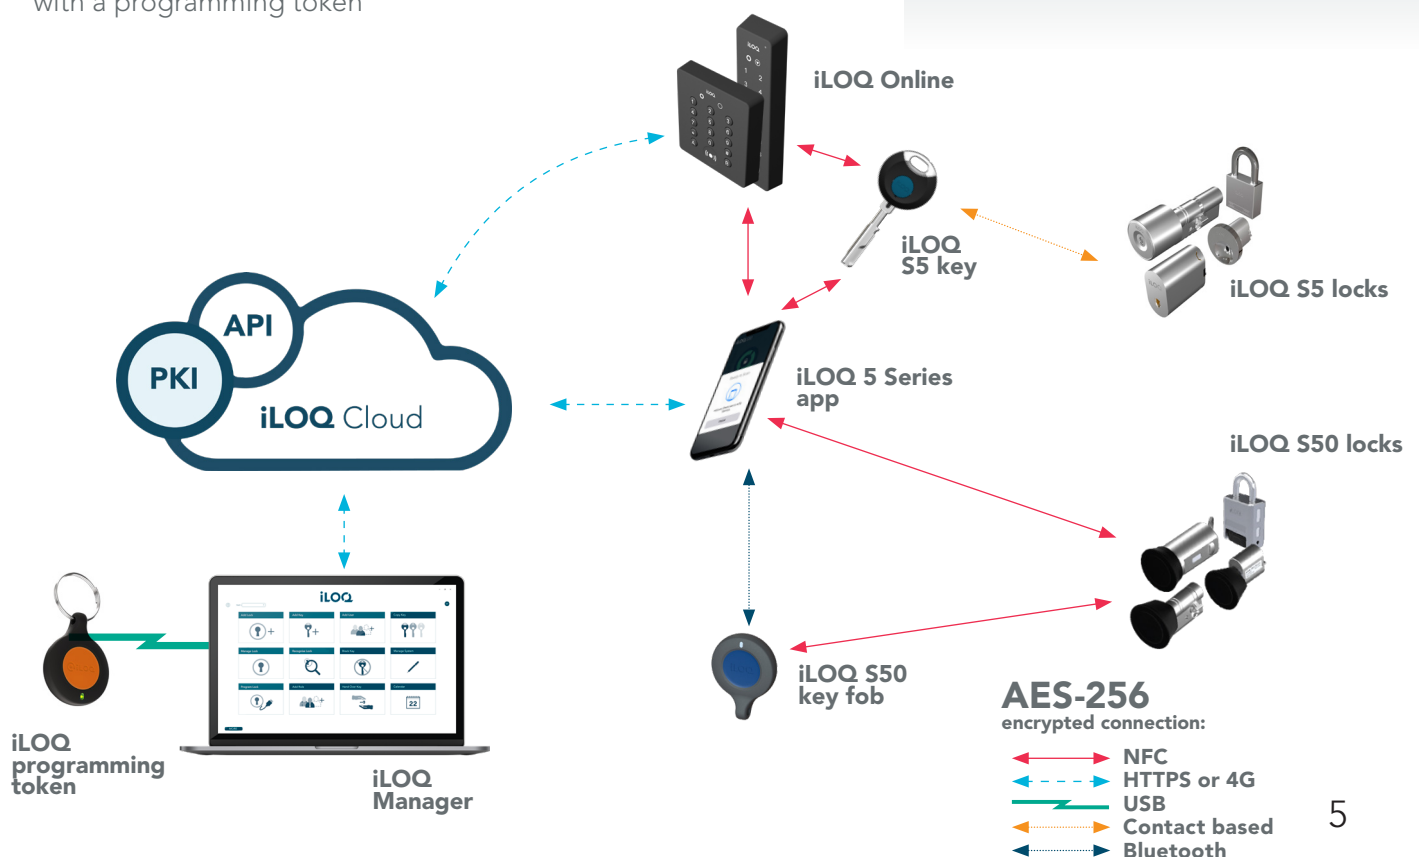 with a programming token
iLOQ Online
iLOQ
S5 key
iLOQ S5 locks
API
PKI
iLOQ Cloud
iLOQ 5 Series
app
iLOQ S50 locks
iLOQ
iLOQ S50
key fob
iLOQ
programming
token
iLOQ
Manager
22
AES-256
encrypted connection:
NFC
HTTPS or 4G
USB
Contact based
Bluetooth
5